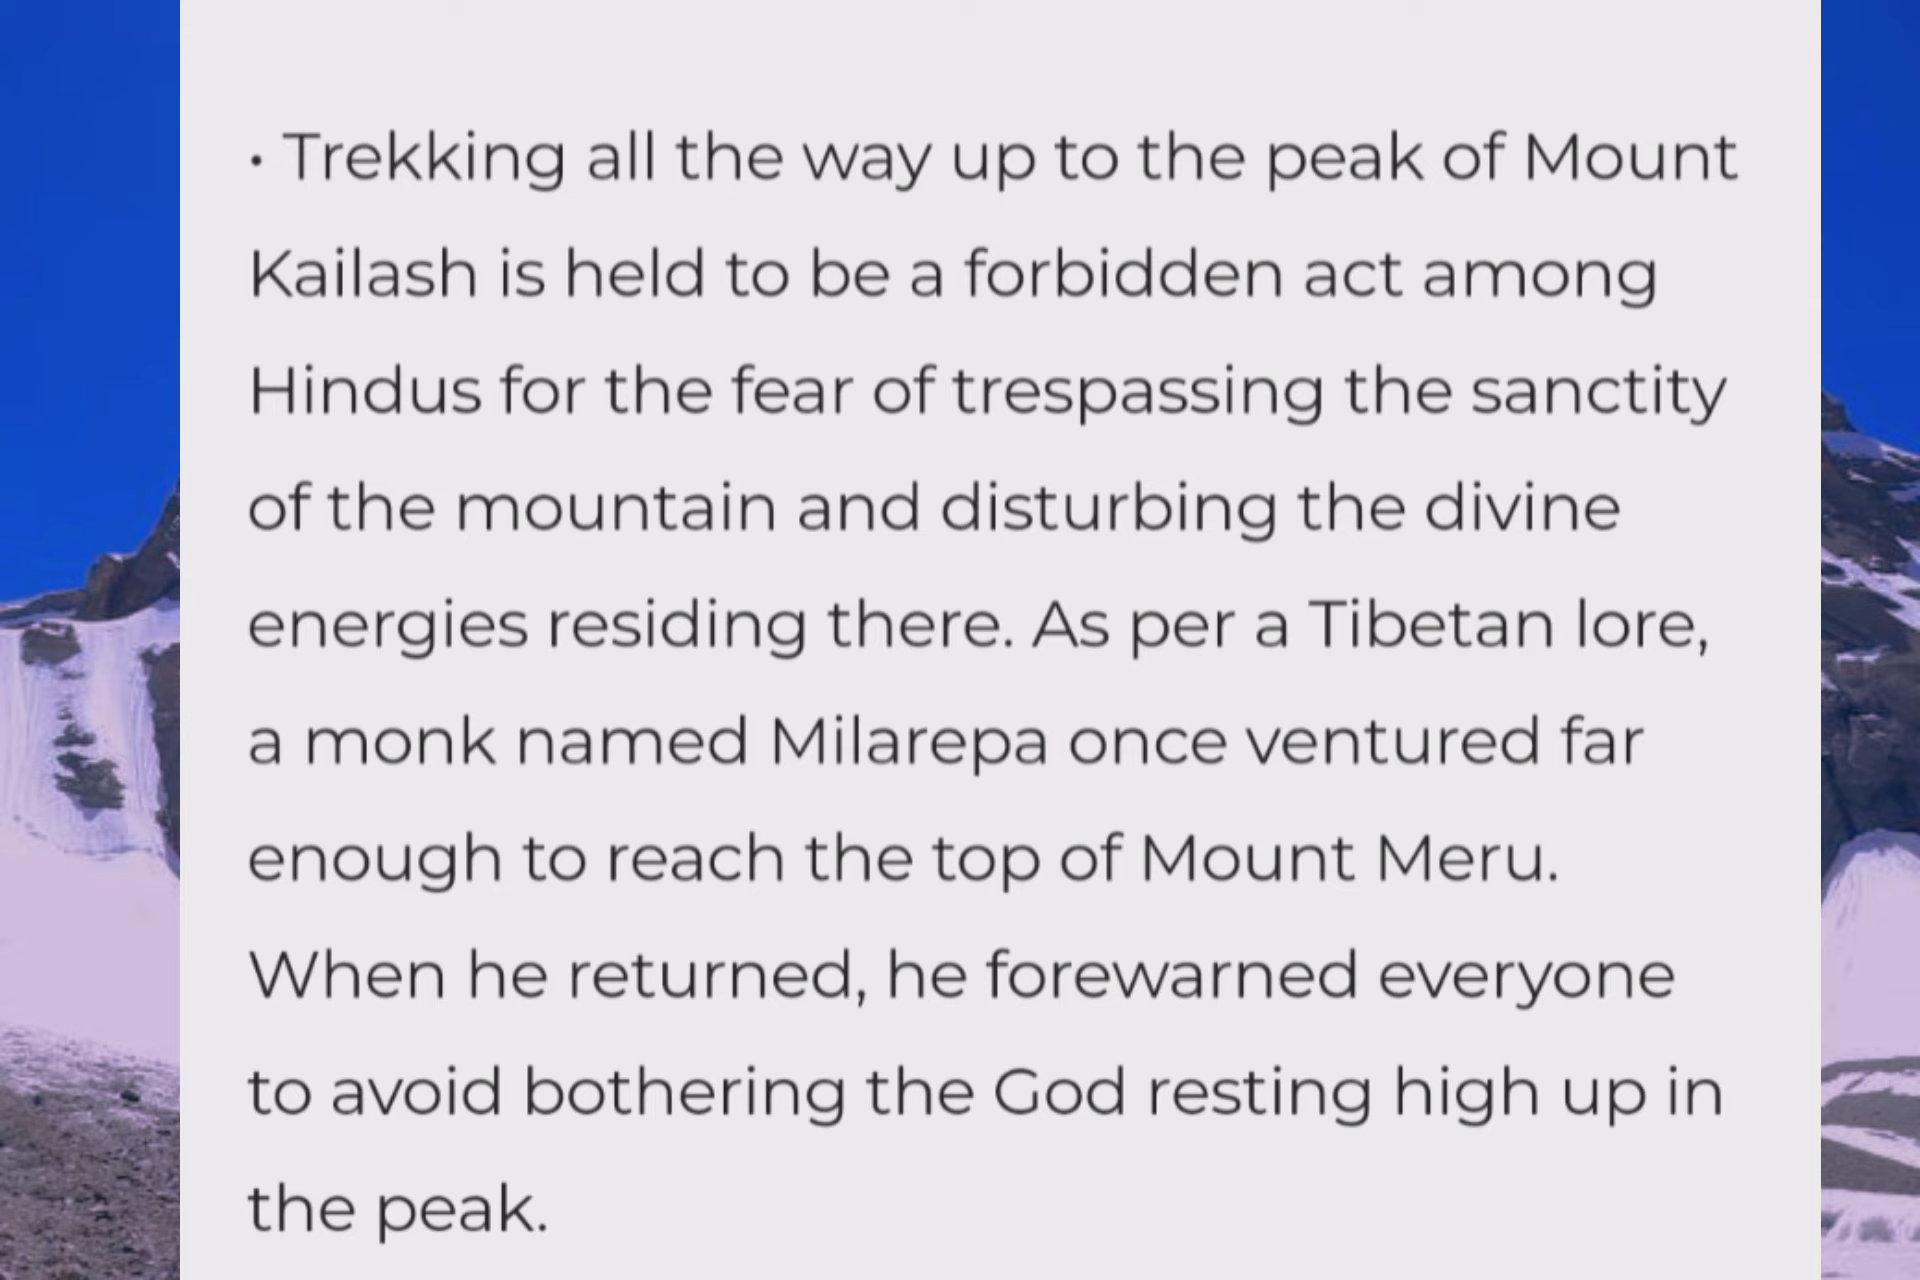 • Trekking all the way up to the peak of Mount
Kailash is held to be a forbidden act among
Hindus for the fear of trespassing the sanctity
of the mountain and disturbing the divine
energies residing there. As per a Tibetan lore,
a monk named Milarepa once ventured far
enough to reach the top of Mount Meru.
When he returned, he forewarned everyone
to avoid bothering the God resting high up in
the peak.